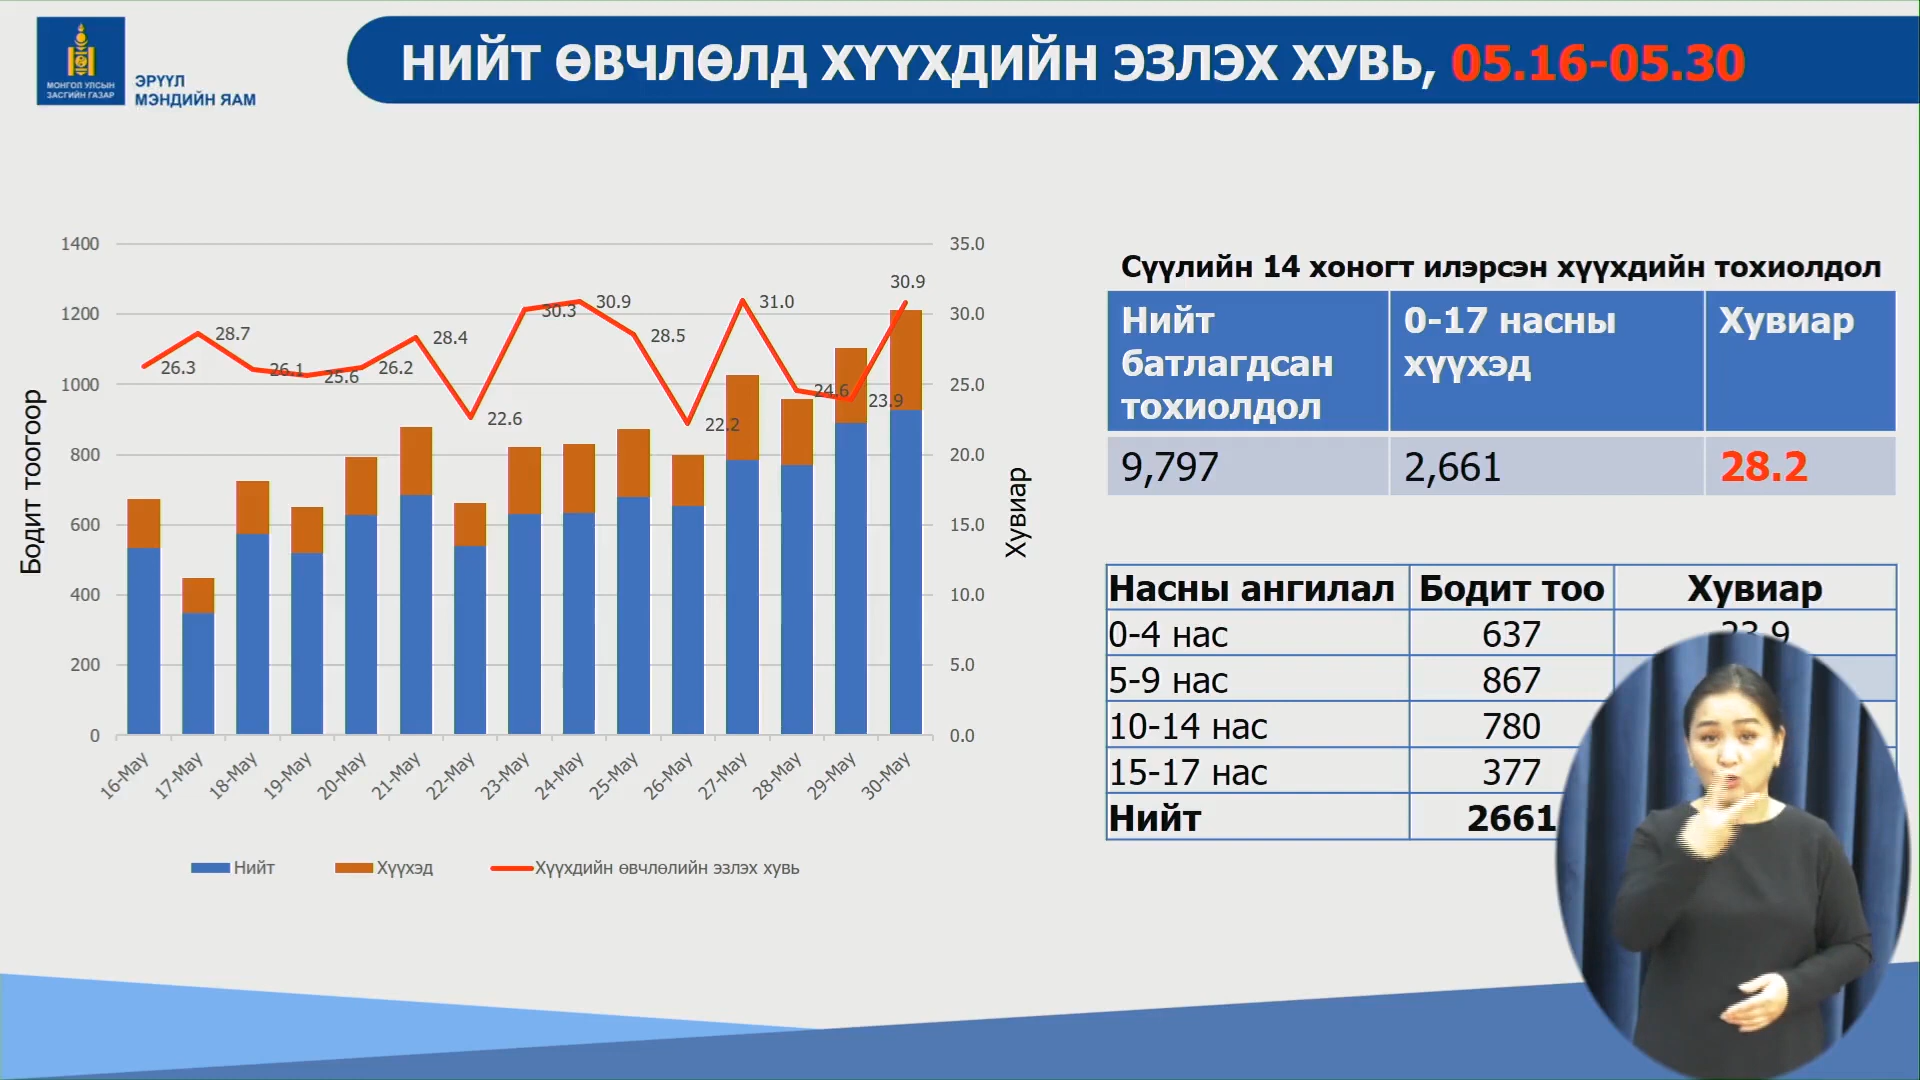 МОНГОЛ УЛСЫН
ЗАСГИЙН ГАЗАР
ЭРҮҮЛ
МЭНДИЙН ЯАМ
НИЙТ ӨВЧЛӨЛД ХҮҮХДИЙН ЭЗЛЭХ ХУВЬ, 05.16-05.30
Бодит тоогоор
1400
1200
1000
800
600
400
200
0
26.3
28.7
26.1
25.6
26.2
28.4
22.6
30.3
30.9
28.5
22.2
31.0
24.6
23.9
30.9
35.0
30.0
25.0
20.0
15.0
10.0
5.0
0.0
Хувиар
16-May
17-May
18-May
19-May
20-May
21-May
22-May
23-May
24-May
25-May
26-May
27-May
28-May
29-May
30-May
Нийт
Хүүхэд
Хүүхдийн өвчлөлийн эзлэх хувь
Сүүлийн 14 хоногт илэрсэн хүүхдийн тохиолдол
Нийт батлагдсан тохиолдол 0-17 насны хүүхэд Хувиар
9,797 2,661 28.2
Насны ангилал Бодит тоо Хувиар
0-4 нас 637 23.9
5-9 нас 867
10-14 нас 780
15-17 нас 377
Нийт 2661